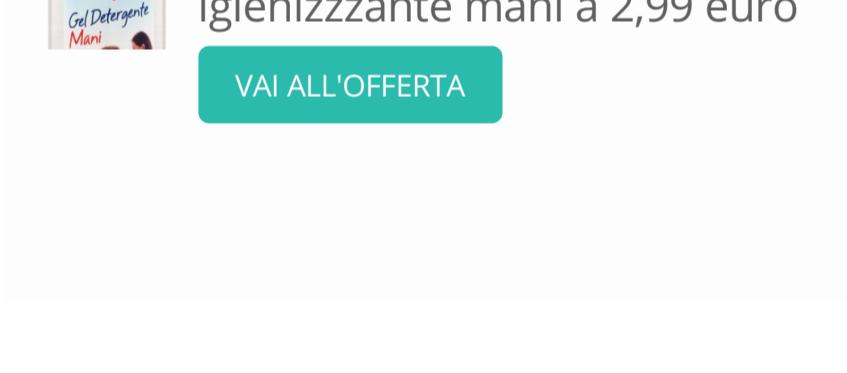 Gel Detergente
Mani
igienizzzante mani a 2,99 euro
VAI ALL'OFFERTA